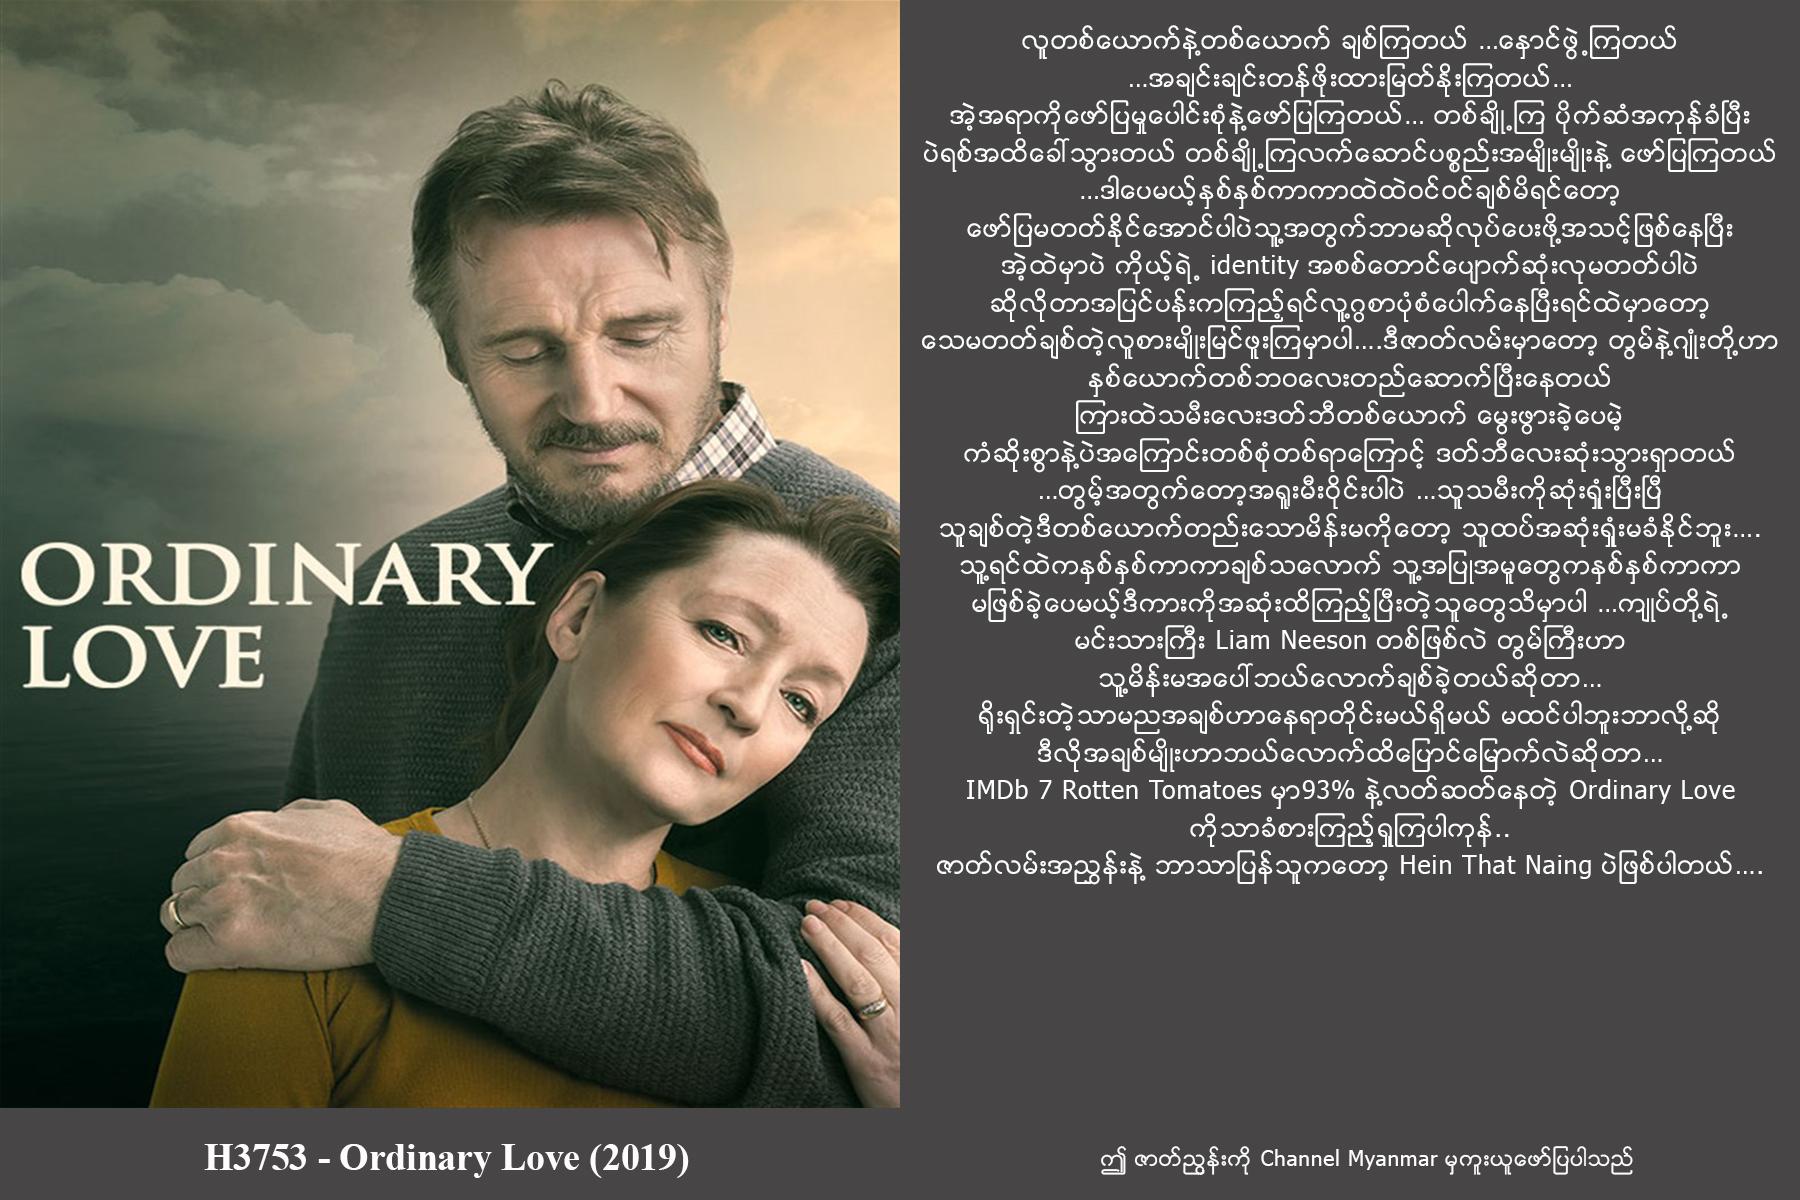 ORDINARY
LOVE
H3753 - Ordinary Love (2019)
လူတစ်ယောက်နဲ့တစ်ယောက် ချစ်ကြတယ် ...နှောင်ဖွဲ့ကြတယ်
...အချင်းချင်းတန်ဖိုးထားမြတ်နိုးကြတယ်...
အဲ့အရာကိုဖော်ပြမှုပေါင်းစုံနဲ့ဖော်ပြကြတယ်... တစ်ချို့ကြ ပိုက်ဆံအကုန်ခံပြီး
ပဲရစ်အထိခေါ်သွားတယ် တစ်ချို့ကြလက်ဆောင်ပစ္စည်းအမျိုးမျိုးနဲ့ ဖော်ပြကြတယ်
...ဒါပေမယ့်နှစ်နှစ်ကာကာထဲထဲဝင်ဝင်ချစ်မိရင်တော့
ဖော်ပြမတတ်နိုင်အောင်ပါပဲသူ့အတွက်ဘာမဆိုလုပ်ပေးဖို့အသင့်ဖြစ်နေပြီး
အဲ့ထဲမှာပဲ ကိုယ့်ရဲ့ identity အစစ်တောင်ပျောက်ဆုံးလုမတတ်ပါပဲ
ဆိုလိုတာအပြင်ပန်းကကြည့်ရင်လူ့ဂွစာပုံစံပေါက်နေပြီးရင်ထဲမှာတော့
သေမတတ်ချစ်တဲ့လူစားမျိုးမြင်ဖူးကြမှာပါ....ဒီဇာတ်လမ်းမှာတော့ တွမ်နဲ့ဂျုံးတို့ဟာ
နှစ်ယောက်တစ်ဘဝလေးတည်ဆောက်ပြီးနေတယ်
ကြားထဲသမီးလေးဒတ်ဘီတစ်ယောက် မွေးဖွားခဲ့ပေမဲ့
ကံဆိုးစွာနဲ့ပဲအကြောင်းတစ်စုံတစ်ရာကြောင့် ဒတ်ဘီလေးဆုံးသွားရှာတယ်
...တွမ့်အတွက်တော့အရူးမီးဝိုင်းပါပဲ ...သူသမီးကိုဆုံးရှုံးပြီးပြီ
သူချစ်တဲ့ဒီတစ်ယောက်တည်းသောမိန်းမကိုတော့ သူထပ်အဆုံးရှုံးမခံနိုင်ဘူး....
သူ့ရင်ထဲကနှစ်နှစ်ကာကာချစ်သလောက် သူ့အပြုအမူတွေကနှစ်နှစ်ကာကာ
မဖြစ်ခဲ့ပေမယ့်ဒီကားကိုအဆုံးထိကြည့်ပြီးတဲ့သူတွေသိမှာပါ ...ကျုပ်တို့ရဲ့
မင်းသားကြီး Liam Neeson တစ်ဖြစ်လဲ တွမ်ကြီးဟာ
သူ့မိန်းမအပေါ်ဘယ်လောက်ချစ်ခဲ့တယ်ဆိုတာ...
ရိုးရှင်းတဲ့သာမညအချစ်ဟာနေရာတိုင်းမယ်ရှိမယ် မထင်ပါဘူးဘာလို့ဆို
ဒီလိုအချစ်မျိုးဟာဘယ်လောက်ထိပြောင်မြောက်လဲဆိုတာ...
IMDb 7 Rotten Tomatoes မှာ93% နဲ့လတ်ဆတ်နေတဲ့ Ordinary Love
ကိုသာခံစားကြည့်ရှုကြပါကုန်..
ဇာတ်လမ်းအညွှန်းနဲ့ ဘာသာပြန်သူကတော့ Hein That Naing ပဲဖြစ်ပါတယ်....
ဤ ဇာတ်ညွှန်းကို Channel Myanmar မှကူးယူဖော်ပြပါသည်